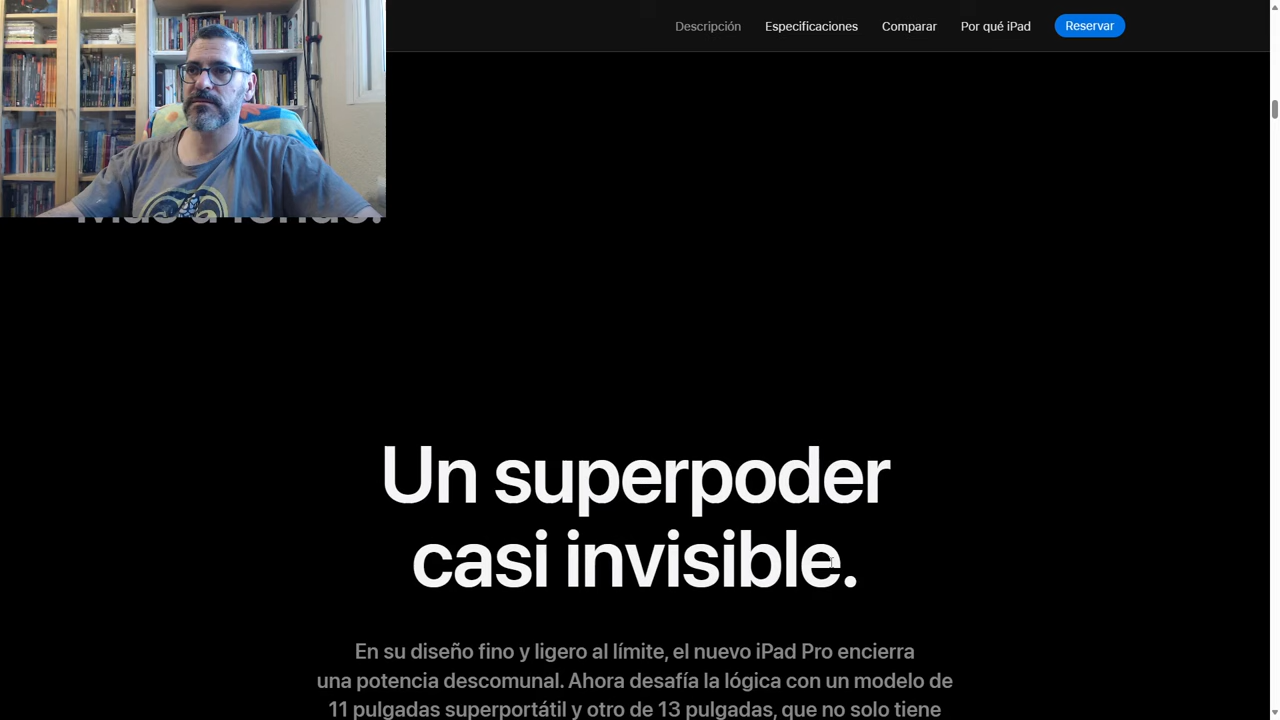 Descripción Especificaciones Comparar Por qué iPad Reservar
Más a fondo.
Un superpoder
casi invisible.
En su diseño fino y ligero al límite, el nuevo iPad Pro encierra
una potencia descomunal. Ahora desafía la lógica con un modelo de
11 pulgadas superportátil y otro de 13 pulgadas, que no solo tiene